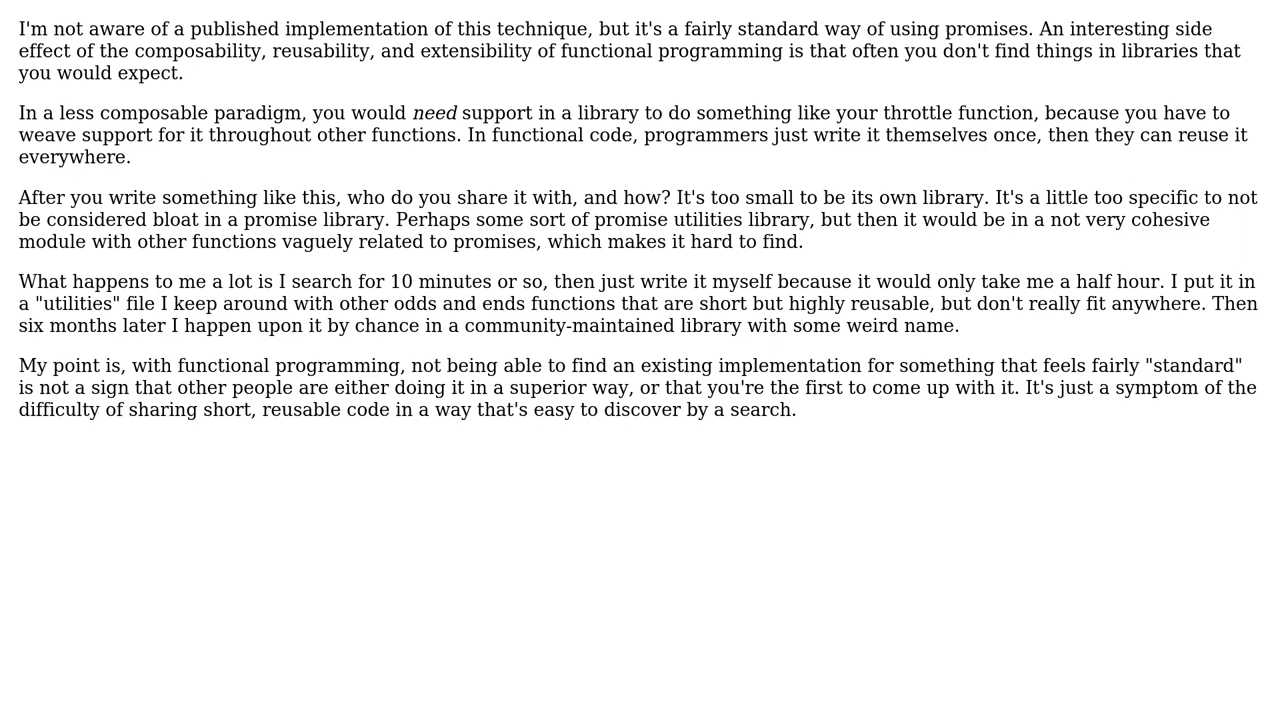 I'm not aware of a published implementation of this technique, but it's a fairly standard way of using promises. An interesting side
effect of the composability, reusability, and extensibility of functional programming is that often you don't find things in libraries that
you would expect.
In a less composable paradigm, you would need support in a library to do something like your throttle function, because you have to
weave support for it throughout other functions. In functional code, programmers just write it themselves once, then they can reuse it
everywhere.
After you write something like this, who do you share it with, and how? It's too small to be its own library. It's a little too specific to not
be considered bloat in a promise library. Perhaps some sort of promise utilities library, but then it would be in a not very cohesive
module with other functions vaguely related to promises, which makes it hard to find.
What happens to me a lot is I search for 10 minutes or so, then just write it myself because it would only take me a half hour. I put it in
a "utilities" file I keep around with other odds and ends functions that are short but highly reusable, but don't really fit anywhere. Then
six months later I happen upon it by chance in a community-maintained library with some weird name.
My point is, with functional programming, not being able to find an existing implementation for something that feels fairly "standard"
is not a sign that other people are either doing it in a superior way, or that you're the first to come up with it. It's just a symptom of the
difficulty of sharing short, reusable code in a way that's easy to discover by a search.